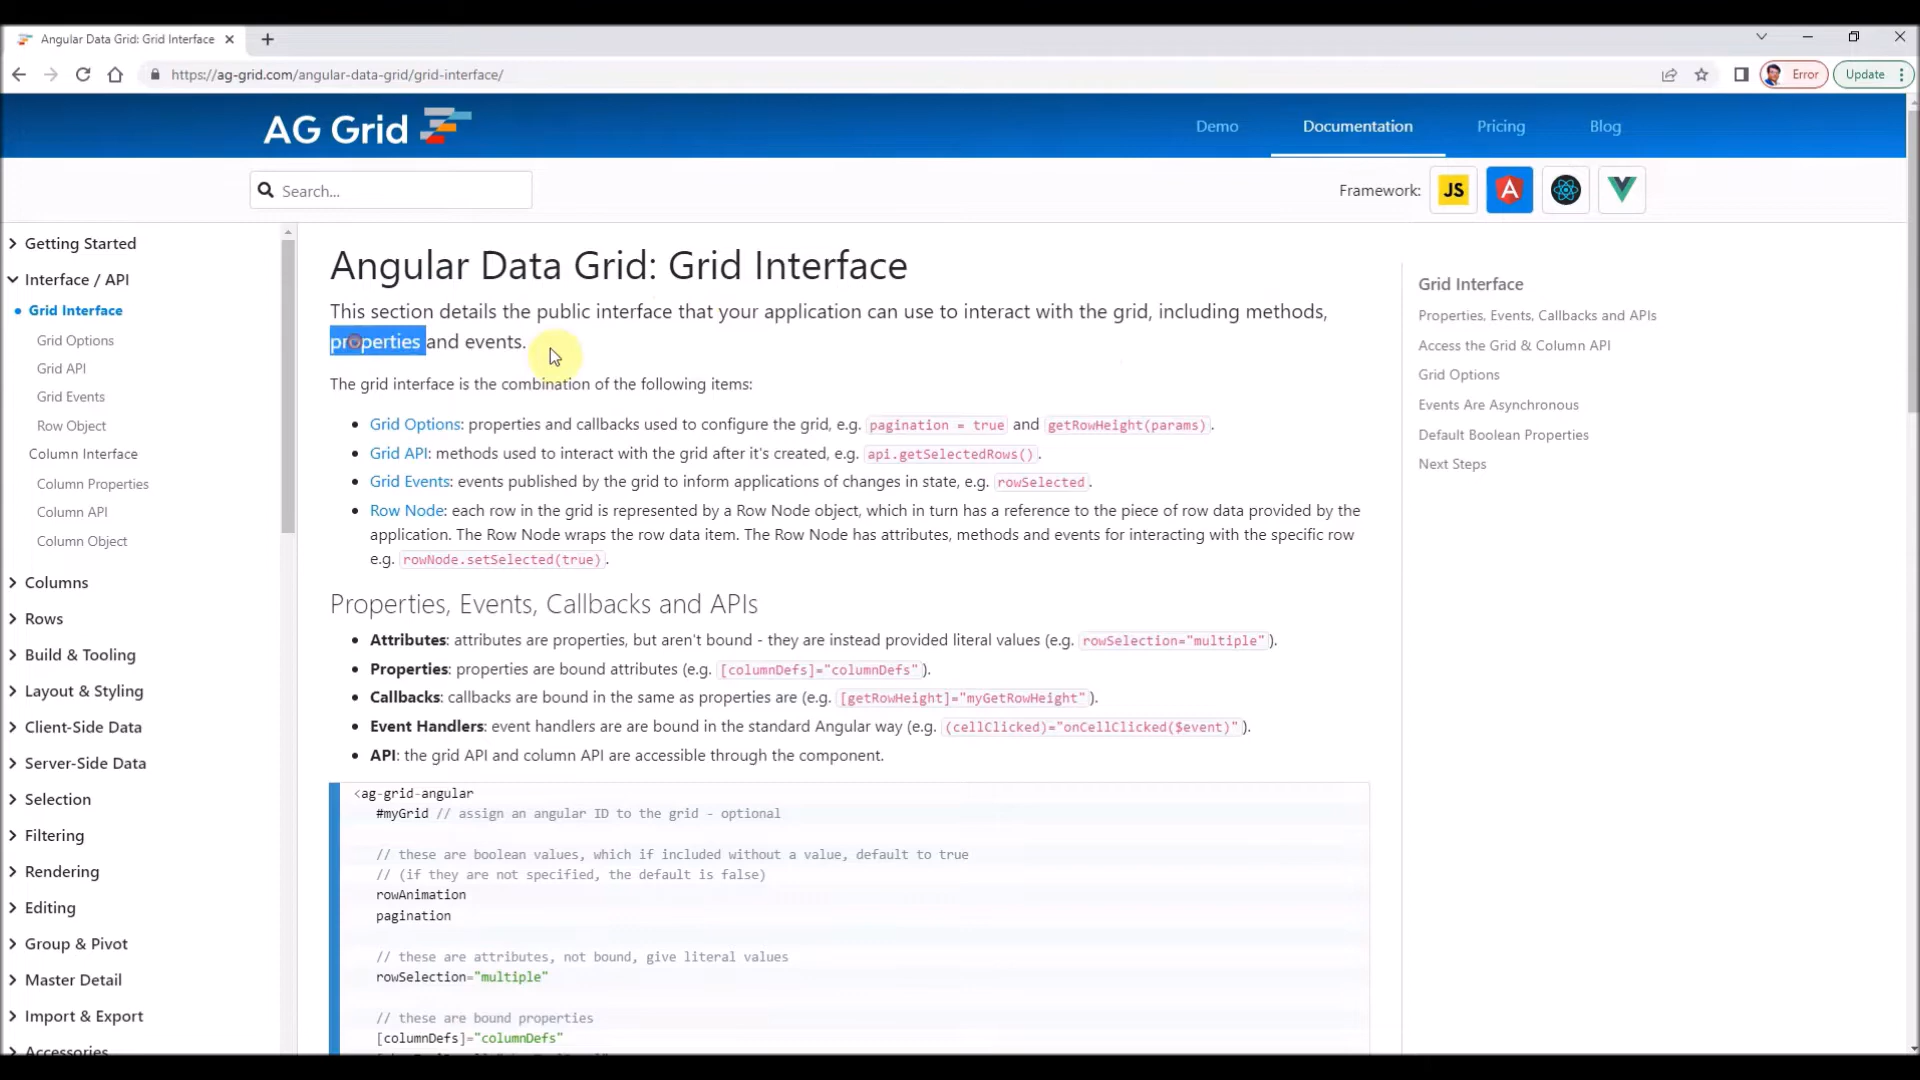 Angular Data Grid: Grid Interface
https://ag-grid.com/angular-data-grid/grid-interface/
Error
Update
AG Grid
Demo
Documentation
Pricing
Blog
Search...
Framework:
JS
A
Getting Started
Interface / API
Grid Interface
Grid Options
Grid API
Grid Events
Row Object
Column Interface
Column Properties
Column API
Column Object
Columns
Rows
Build & Tooling
Layout & Styling
Client-Side Data
Server-Side Data
Selection
Filtering
Rendering
Editing
Group & Pivot
Master Detail
Import & Export
Accessories
Angular Data Grid: Grid Interface
This section details the public interface that your application can use to interact with the grid, including methods,
properties and events.
The grid interface is the combination of the following items:
• Grid Options: properties and callbacks used to configure the grid, e.g. pagination = true and getRowHeight(params).
• Grid API: methods used to interact with the grid after it's created, e.g. api.getSelectedRows().
• Grid Events: events published by the grid to inform applications of changes in state, e.g. rowSelected.
• Row Node: each row in the grid is represented by a Row Node object, which in turn has a reference to the piece of row data provided by the
application. The Row Node wraps the row data item. The Row Node has attributes, methods and events for interacting with the specific row
e.g. rowNode.setSelected(true).
Properties, Events, Callbacks and APIs
• Attributes: attributes are properties, but aren't bound - they are instead provided literal values (e.g. rowSelection="multiple").
• Properties: properties are bound attributes (e.g. [columnDefs]="columnDefs").
• Callbacks: callbacks are bound in the same as properties are (e.g. [getRowHeight]="myGetRowHeight").
• Event Handlers: event handlers are are bound in the standard Angular way (e.g. (cellClicked)="onCellClicked($event)").
• API: the grid API and column API are accessible through the component.
<ag-grid-angular
#myGrid // assign an angular ID to the grid - optional
// these are boolean values, which if included without a value, default to true
// (if they are not specified, the default is false)
rowAnimation
pagination
// these are attributes, not bound, give literal values
rowSelection="multiple"
// these are bound properties
[columnDefs]="columnDefs"
Grid Interface
Properties, Events, Callbacks and APIs
Access the Grid & Column API
Grid Options
Events Are Asynchronous
Default Boolean Properties
Next Steps